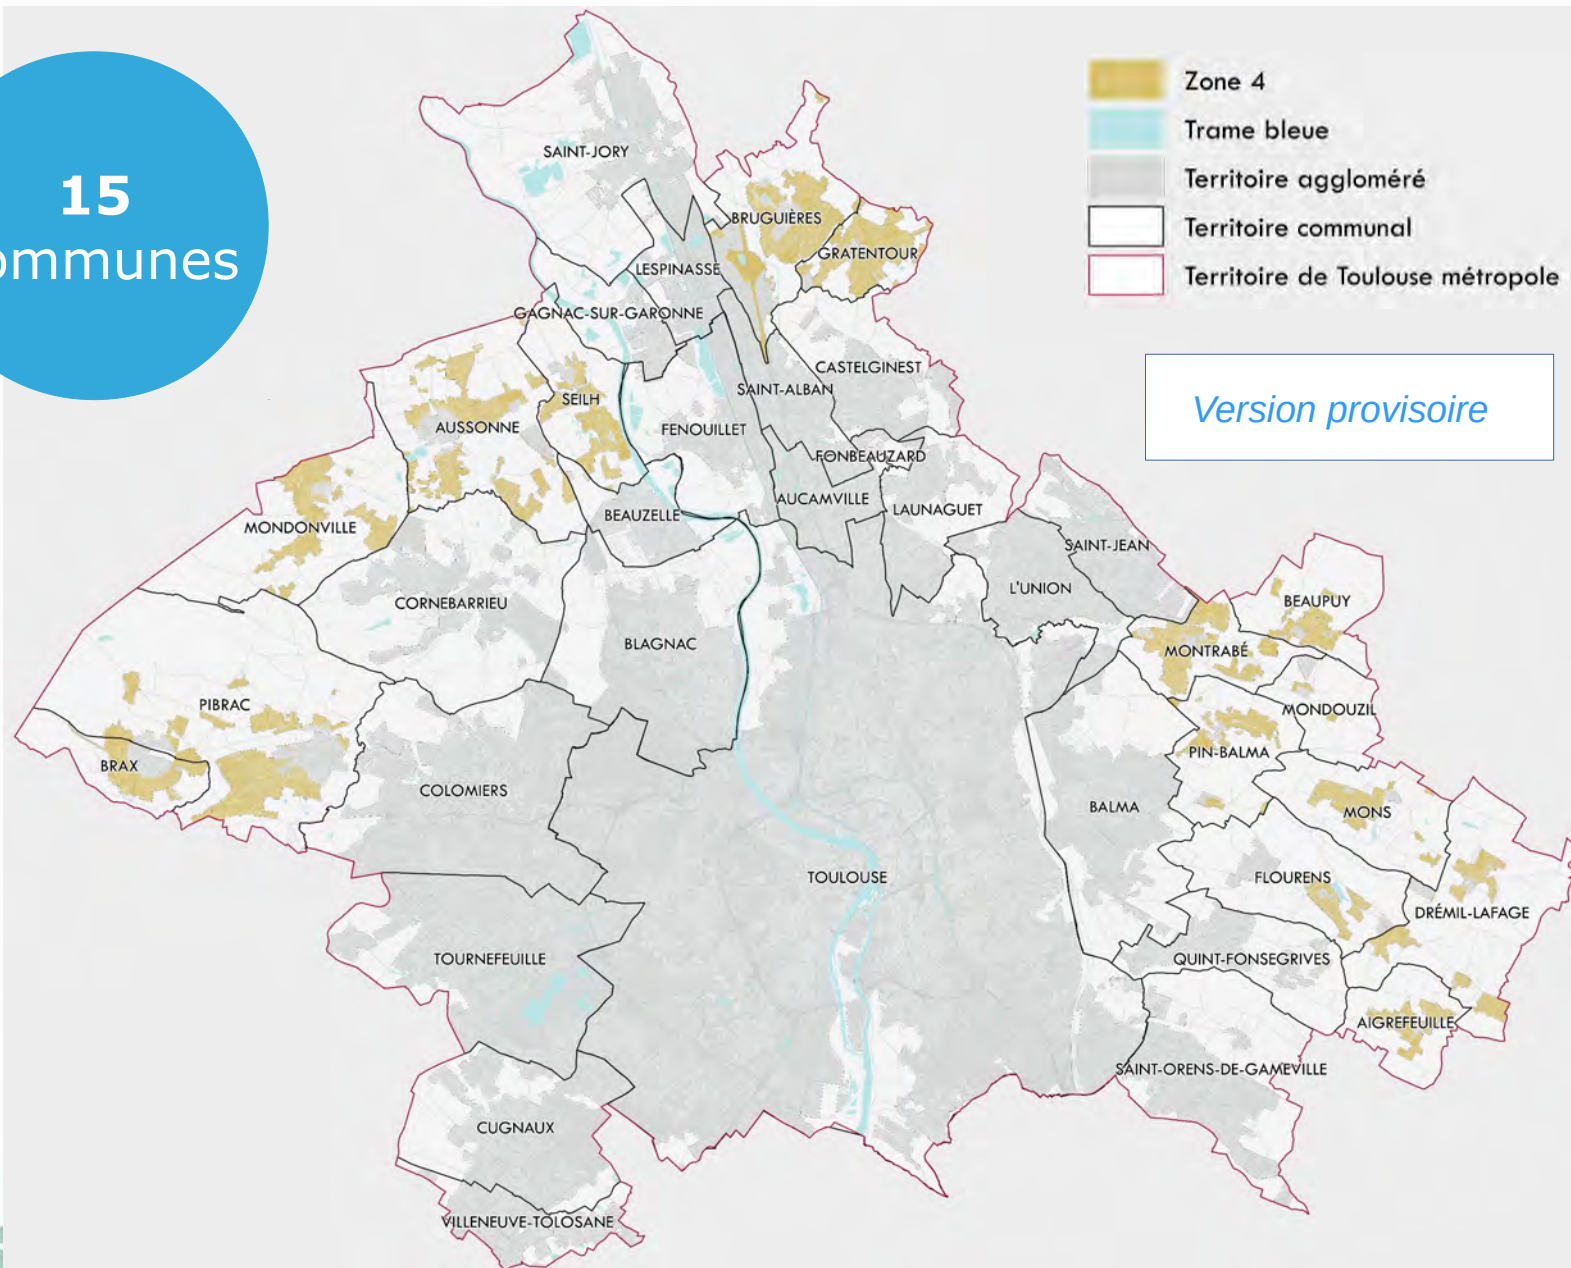 15
ommunes
Zone 4
Trame bleue
Territoire aggloméré
Territoire communal
Territoire de Toulouse métropole
Version provisoire
SAINT-JORY
BRUGUIÈRES
GRATENTOUR
LESPINASSE
GAGNAC-SUR-GARONNE
CASTELGINEST
SAINT-ALBAN
SEILH
AUSSONNE
FENOUILLET
FONBEAUZARD
AUCAMVILLE
LAUNAGUET
BEAUZELLE
MONDONVILLE
SAINT-JEAN
L'UNION
BEAUPUY
CORNEBARRIEU
BLAGNAC
MONTRABÉ
PIBRAC
MONDOUZIL
PIN-BALMA
BRAX
COLOMIERS
BALMA
MONS
TOULOUSE
FLOURENS
DRÉMIL-LAFAGE
TOURNEFEUILLE
QUINT-FONSEGRIVES
AIGREFEUILLE
SAINT-ORENS-DE-GAMEVILLE
CUGNAUX
VILLENEUVE-TOLOSANE